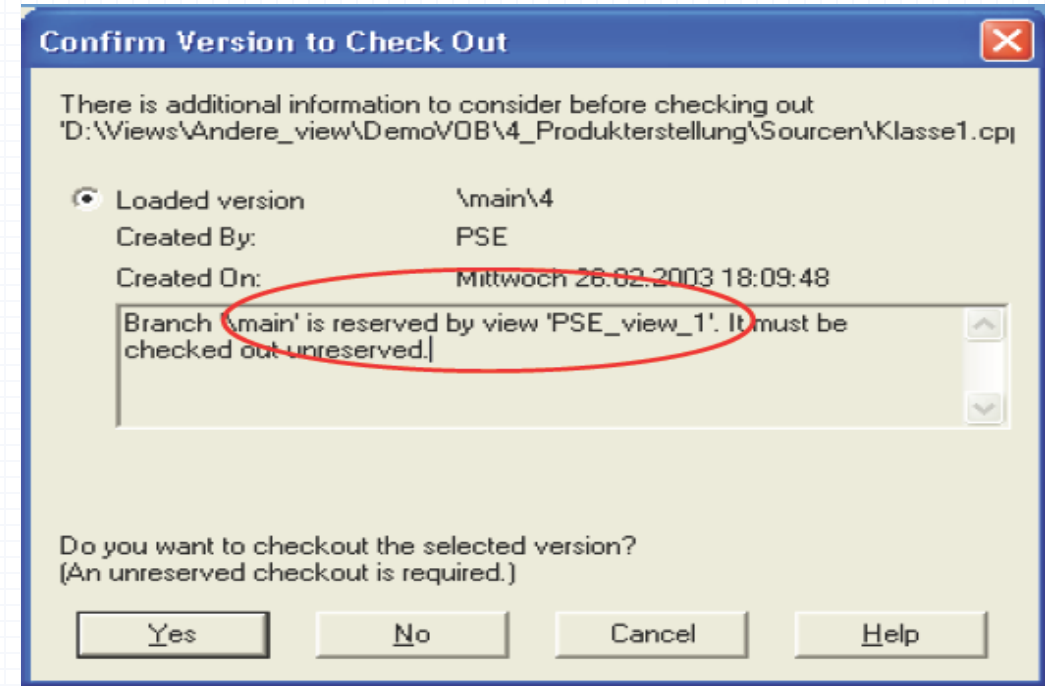 Confirm Version to Check Out
There is additional information to consider before checking out
'D:\Views\Andere_view\DemoVOB\4_Produkterstellung\Sourcen\Klasse1.cpp
Loaded version \main\4
Created By: PSE
Created On: Mittwoch 26.02.2003 18:09:48
Branch '\main' is reserved by view 'PSE_view_1'. It must be
checked out unreserved.
Do you want to checkout the selected version?
(An unreserved checkout is required.)
Yes No Cancel Help